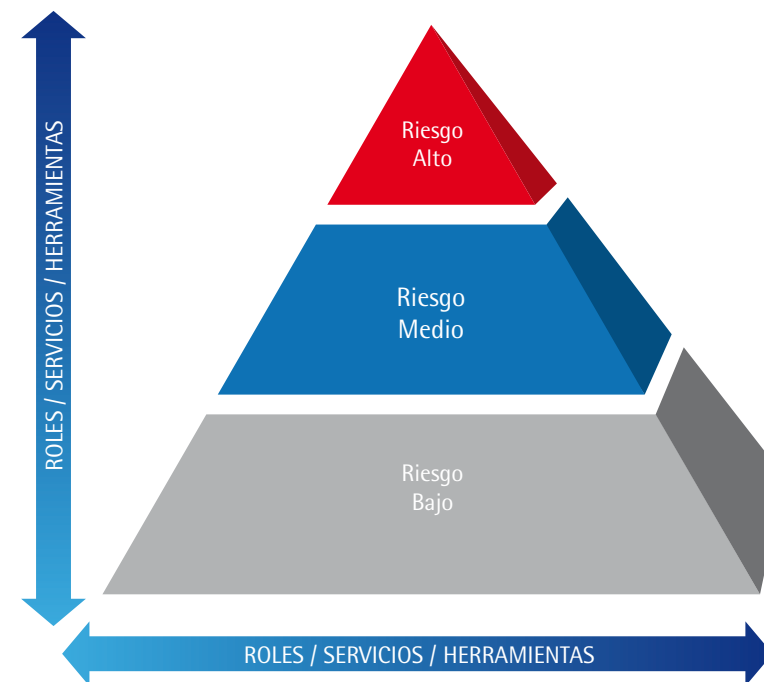 ROLES / SERVICIOS / HERRAMIENTAS
Riesgo
Alto
Riesgo
Medio
Riesgo
Bajo
ROLES / SERVICIOS / HERRAMIENTAS